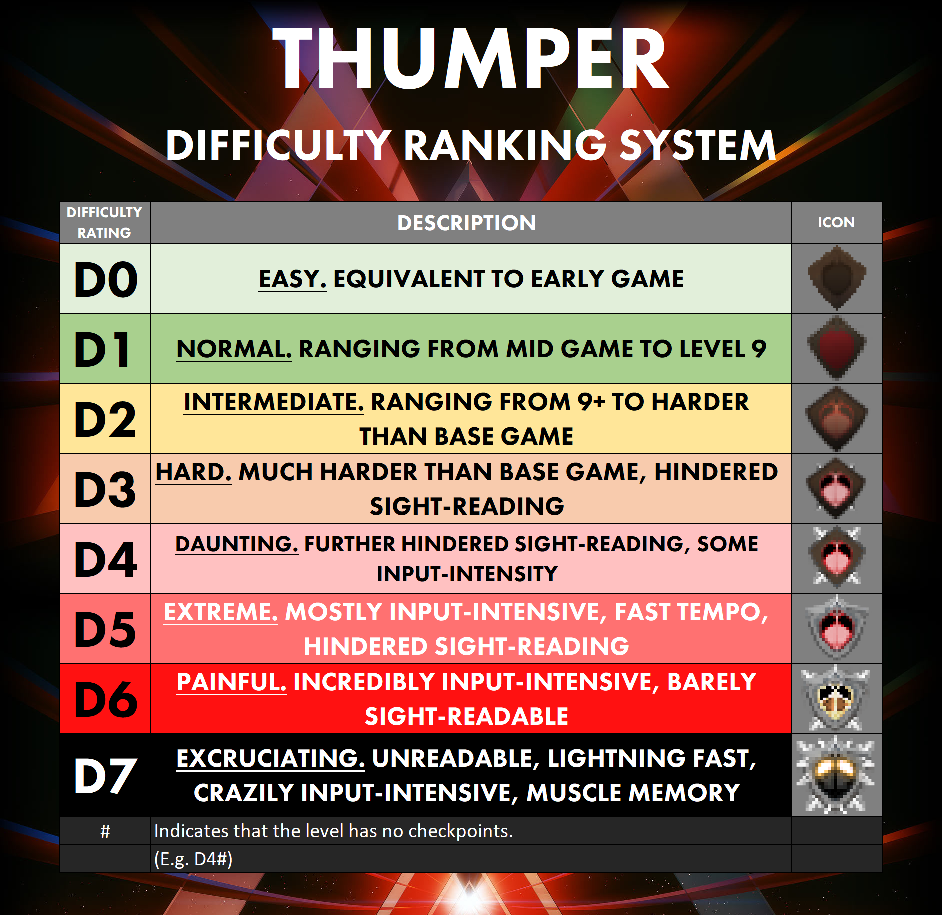 THUMPER
DIFFICULTY RANKING SYSTEM
DIFFICULTY
RATING
DESCRIPTION
ICON
D0
EASY. EQUIVALENT TO EARLY GAME
D1
NORMAL. RANGING FROM MID GAME TO LEVEL 9
D2
INTERMEDIATE. RANGING FROM 9+ TO HARDER
THAN BASE GAME
D3
HARD. MUCH HARDER THAN BASE GAME, HINDERED
SIGHT-READING
D4
DAUNTING. FURTHER HINDERED SIGHT-READING, SOME
INPUT-INTENSITY
D5
EXTREME. MOSTLY INPUT-INTENSIVE, FAST TEMPO,
HINDERED SIGHT-READING
D6
PAINFUL. INCREDIBLY INPUT-INTENSIVE, BARELY
SIGHT-READABLE
D7
EXCRUCIATING. UNREADABLE, LIGHTNING FAST,
CRAZILY INPUT-INTENSIVE, MUSCLE MEMORY
#
Indicates that the level has no checkpoints.
(E.g. D4#)